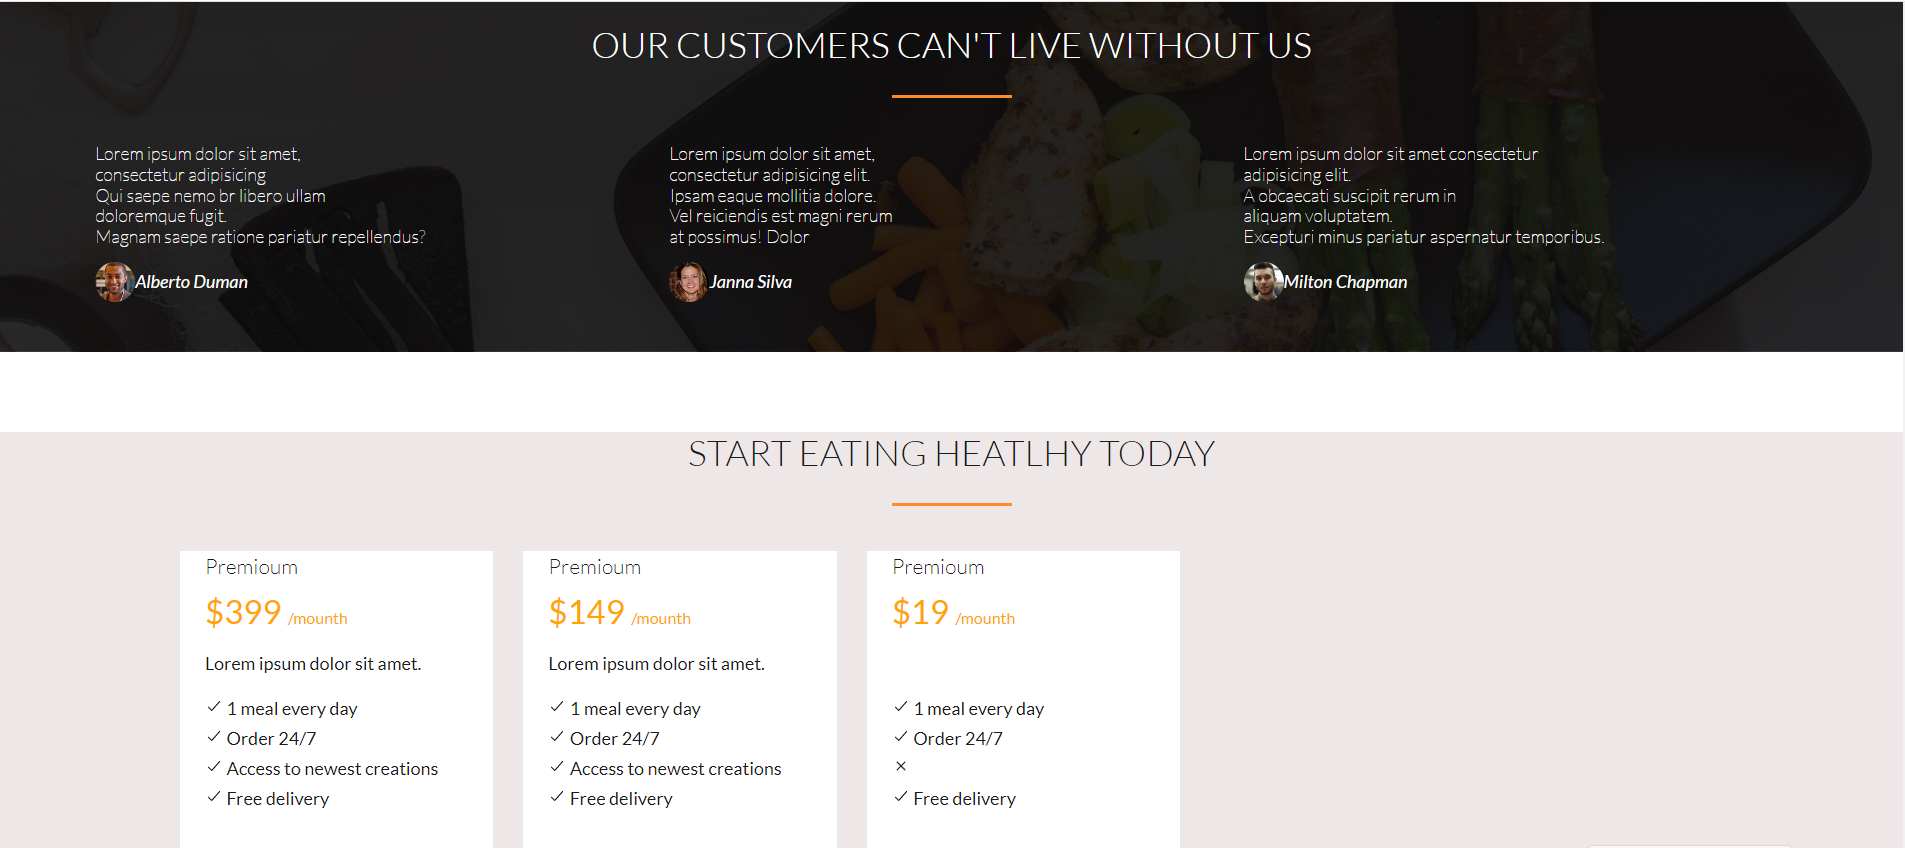 OUR CUSTOMERS CAN'T LIVE WITHOUT US
Lorem ipsum dolor sit amet,
consectetur adipisicing
Qui saepe nemo br libero ullam
doloremque fugit.
Magnam saepe ratione pariatur repellendus?
Alberto Duman
Lorem ipsum dolor sit amet,
consectetur adipisicing elit.
Ipsam eaque mollitia dolore.
Vel reiciendis est magni rerum
at possimus! Dolor
Janna Silva
Lorem ipsum dolor sit amet consectetur
adipisicing elit.
A obcaecati suscipit rerum in
aliquam voluptatem.
Excepturi minus pariatur aspernatur temporibus.
Milton Chapman
START EATING HEATLHY TODAY
Premioum
$399 /mounth
Lorem ipsum dolor sit amet.
1 meal every day
Order 24/7
Access to newest creations
Free delivery
Premioum
$149 /mounth
Lorem ipsum dolor sit amet.
1 meal every day
Order 24/7
Access to newest creations
Free delivery
Premioum
$19 /mounth
1 meal every day
Order 24/7
Free delivery